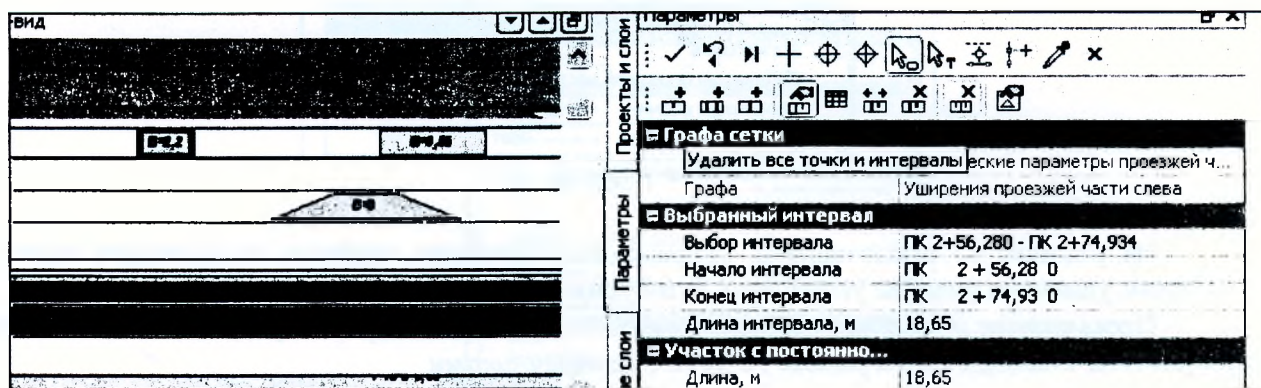 вид
Параметры
Проекты и слои
Графа сетки
Удалить все точки и интервалы
еские параметры проезжей ч...
Графа Уширения проезжей части слева
Параметры
Выбранный интервал
Выбор интервала ПК 2+56,280 - ПК 2+74,934
Начало интервала ПК 2 + 56,28 0
Конец интервала ПК 2 + 74,93 0
Длина интервала, м 18,65
слои
Участок с постоянно...
Длина, м 18,65